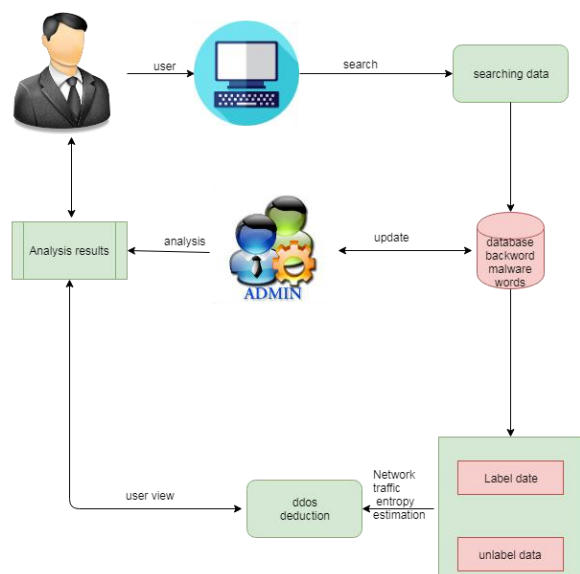 user
search
searching data
Analysis results
analysis
ADMIN
update
database
backword
malware
words
Network
traffic
entropy
estimation
Label date
unlabel data
ddos
deduction
user view